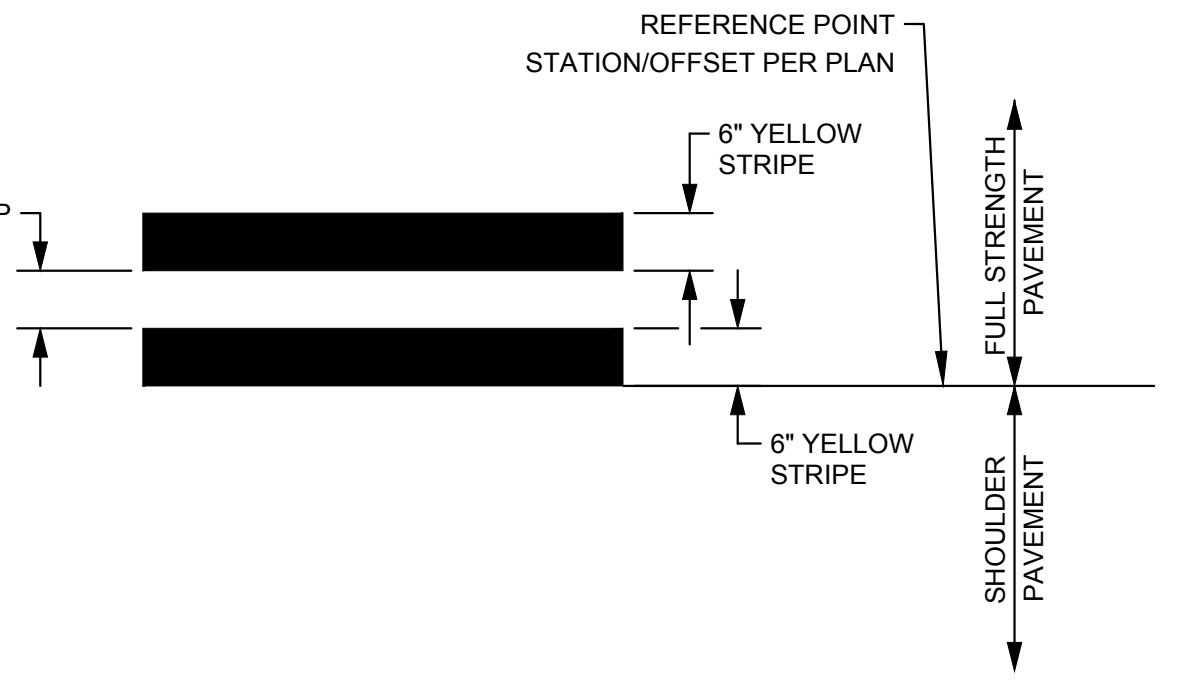 REFERENCE POINT
STATION/OFFSET PER PLAN
6" YELLOW
STRIPE
P
FULL STRENGTH
PAVEMENT
6" YELLOW
STRIPE
SHOULDER
PAVEMENT